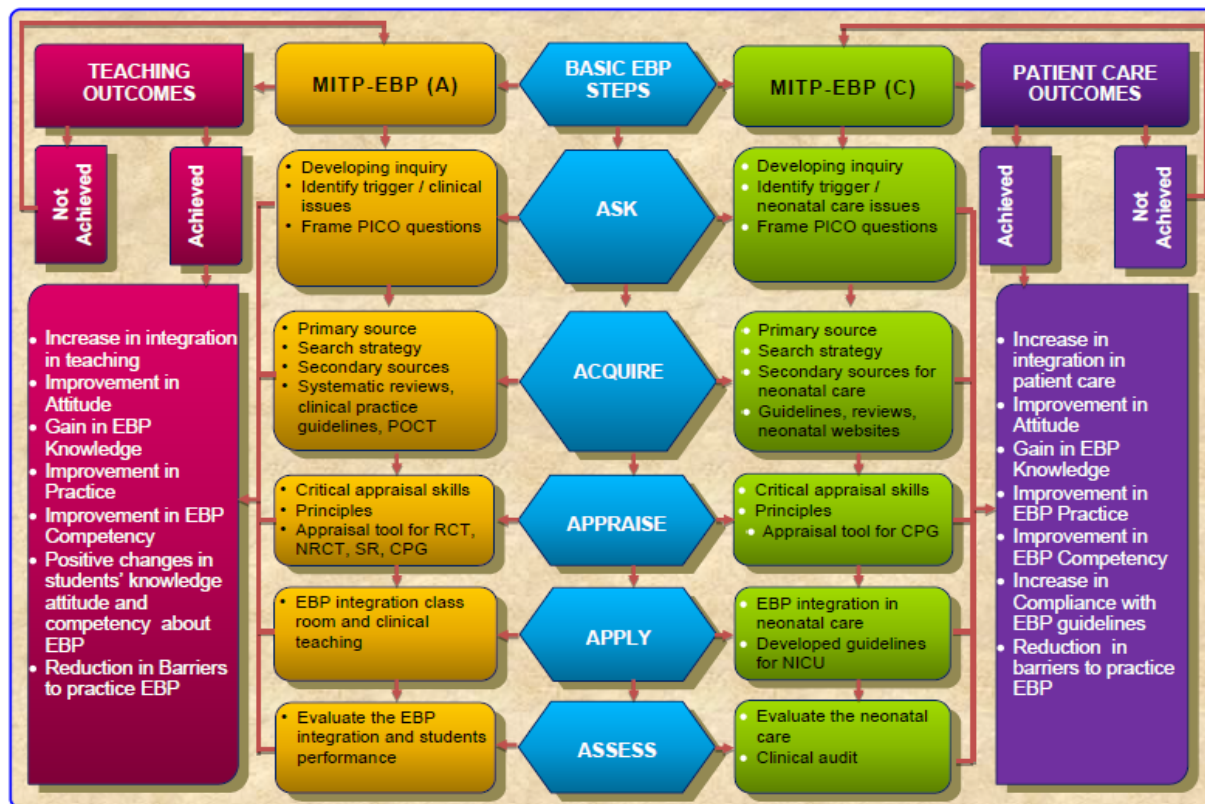 TEACHING
OUTCOMES
MITP-EBP (A)
BASIC EBP
STEPS
MITP-EBP (C)
PATIENT CARE
OUTCOMES
Not
Achieved
Achieved
• Developing inquiry
• Identify trigger / clinical
issues
• Frame PICO questions
ASK
• Developing inquiry
• Identify trigger /
neonatal care issues
• Frame PICO questions
Achieved
Not
Achieved
• Increase in integration
in teaching
• Improvement in
Attitude
• Gain in EBP
Knowledge
• Improvement in
Practice
• Improvement in EBP
Competency
• Positive changes in
students' knowledge
attitude and
competency about
EBP
• Reduction in Barriers
to practice EBP
• Primary source
• Search strategy
• Secondary sources
• Systematic reviews,
clinical practice
guidelines, POCT
ACQUIRE
• Primary source
• Search strategy
• Secondary sources for
neonatal care
• Guidelines, reviews,
neonatal websites
• Critical appraisal skills
• Principles
• Appraisal tool for RCT,
NRCT, SR, CPG
APPRAISE
• Critical appraisal skills
• Principles
• Appraisal tool for CPG
• EBP integration class
room and clinical
teaching
APPLY
• EBP integration in
neonatal care
• Developed guidelines
for NICU
• Evaluate the EBP
integration and students
performance
ASSESS
• Evaluate the neonatal
care
• Clinical audit
• Increase in
integration in
patient care
• Improvement in
Attitude
• Gain in EBP
Knowledge
• Improvement in
EBP Practice
• Improvement in
EBP Competency
• Increase in
Compliance with
EBP guidelines
• Reduction in
barriers to practice
EBP